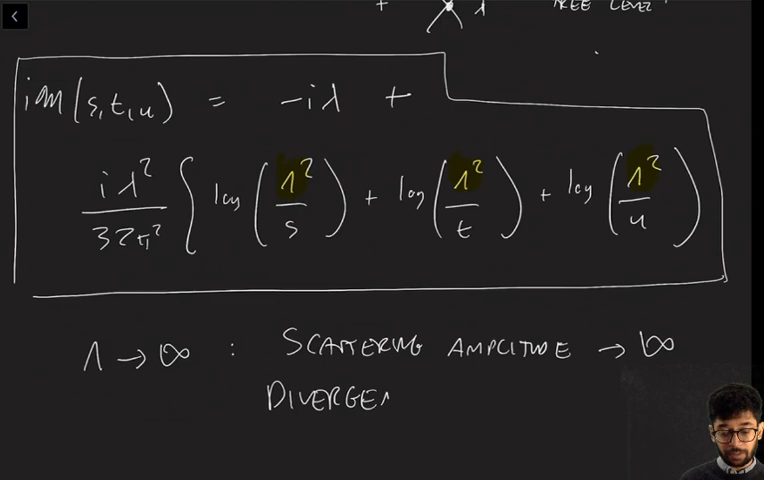 + λ TREE LEVEL
iM(s,t,u) = -iλ +
iλ² / 32π² { log(Λ²/s) + log(Λ²/t) + log(Λ²/u)
Λ → ∞ : SCATTERING AMPLITUDE → ∞
DIVERGEN